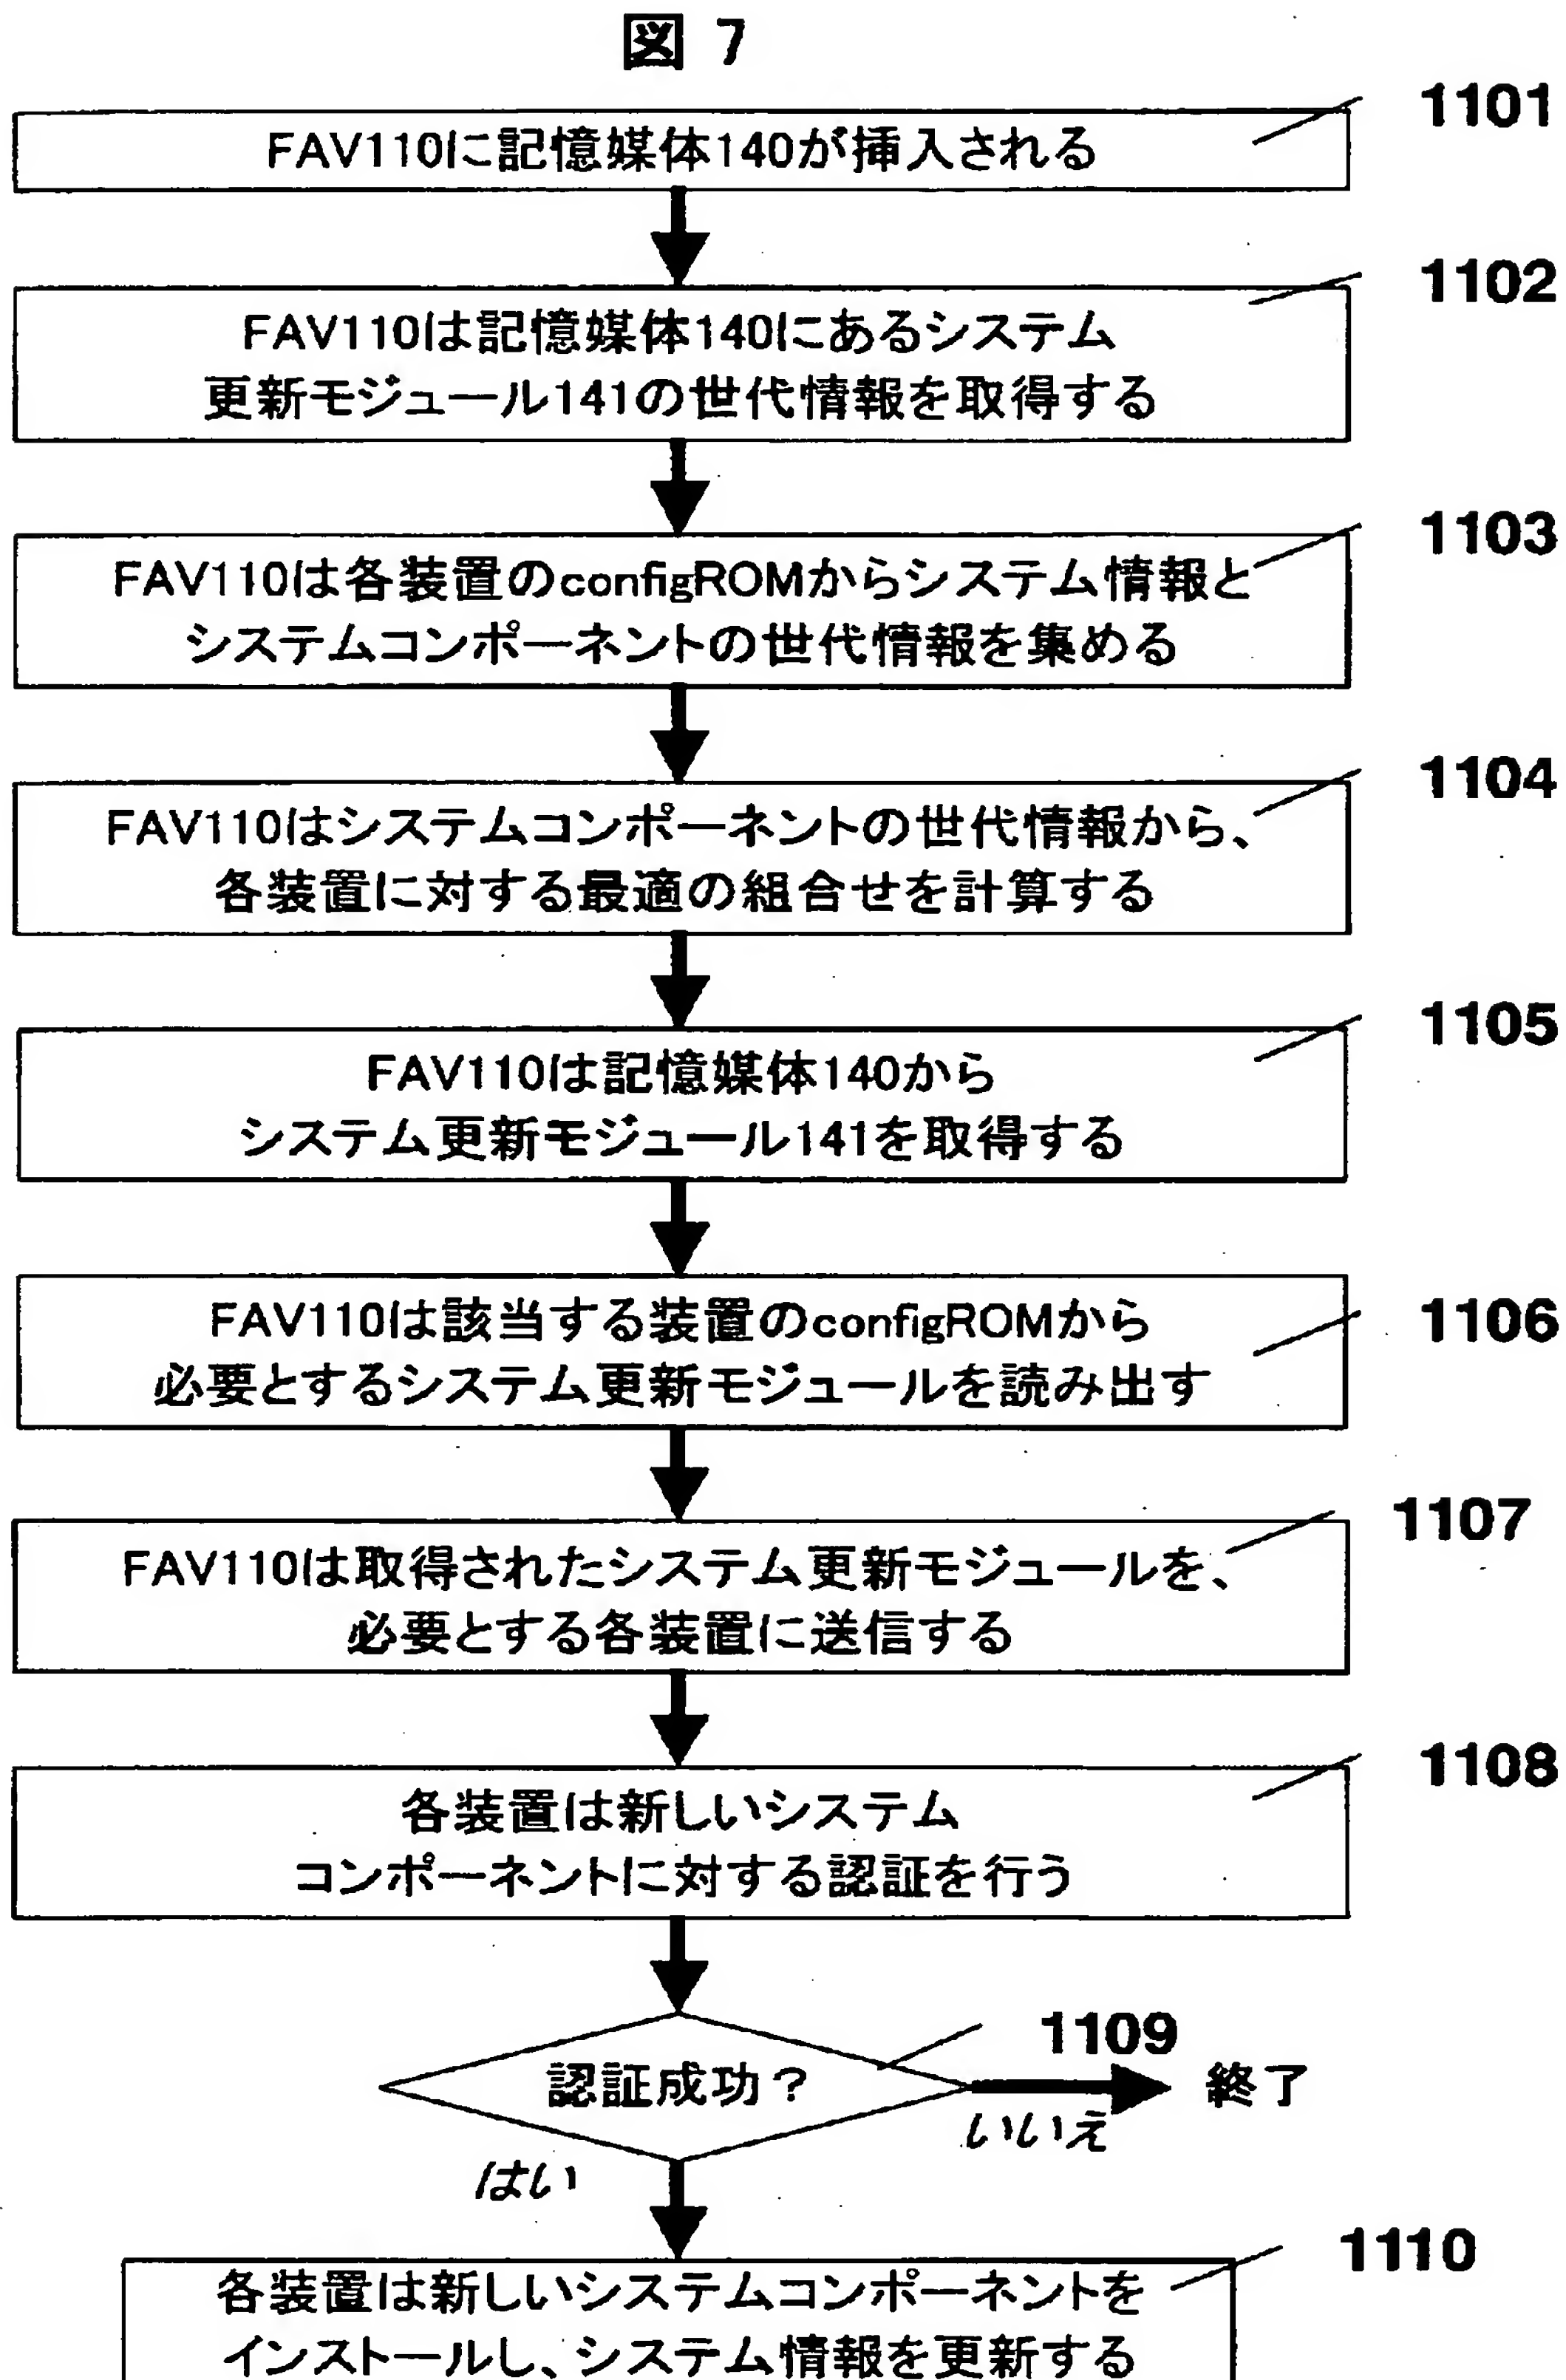 図 7
1101
FAV110に記憶媒体140が挿入される
1102
FAV110は記憶媒体140にあるシステム
更新モジュール141の世代情報を取得する
1103
FAV110は各装置のconfigROMからシステム情報と
システムコンポーネントの世代情報を集める
1104
FAV110はシステムコンポーネントの世代情報から、
各装置に対する最適の組合せを計算する
1105
FAV110は記憶媒体140から
システム更新モジュール141を取得する
1106
FAV110は該当する装置のconfigROMから
必要とするシステム更新モジュールを読み出す
1107
FAV110は取得されたシステム更新モジュールを、
必要とする各装置に送信する
1108
各装置は新しいシステム
コンポーネントに対する認証を行う
1109
認証成功？
終了
いいえ
はい
1110
各装置は新しいシステムコンポーネントを
インストールし、システム情報を更新する